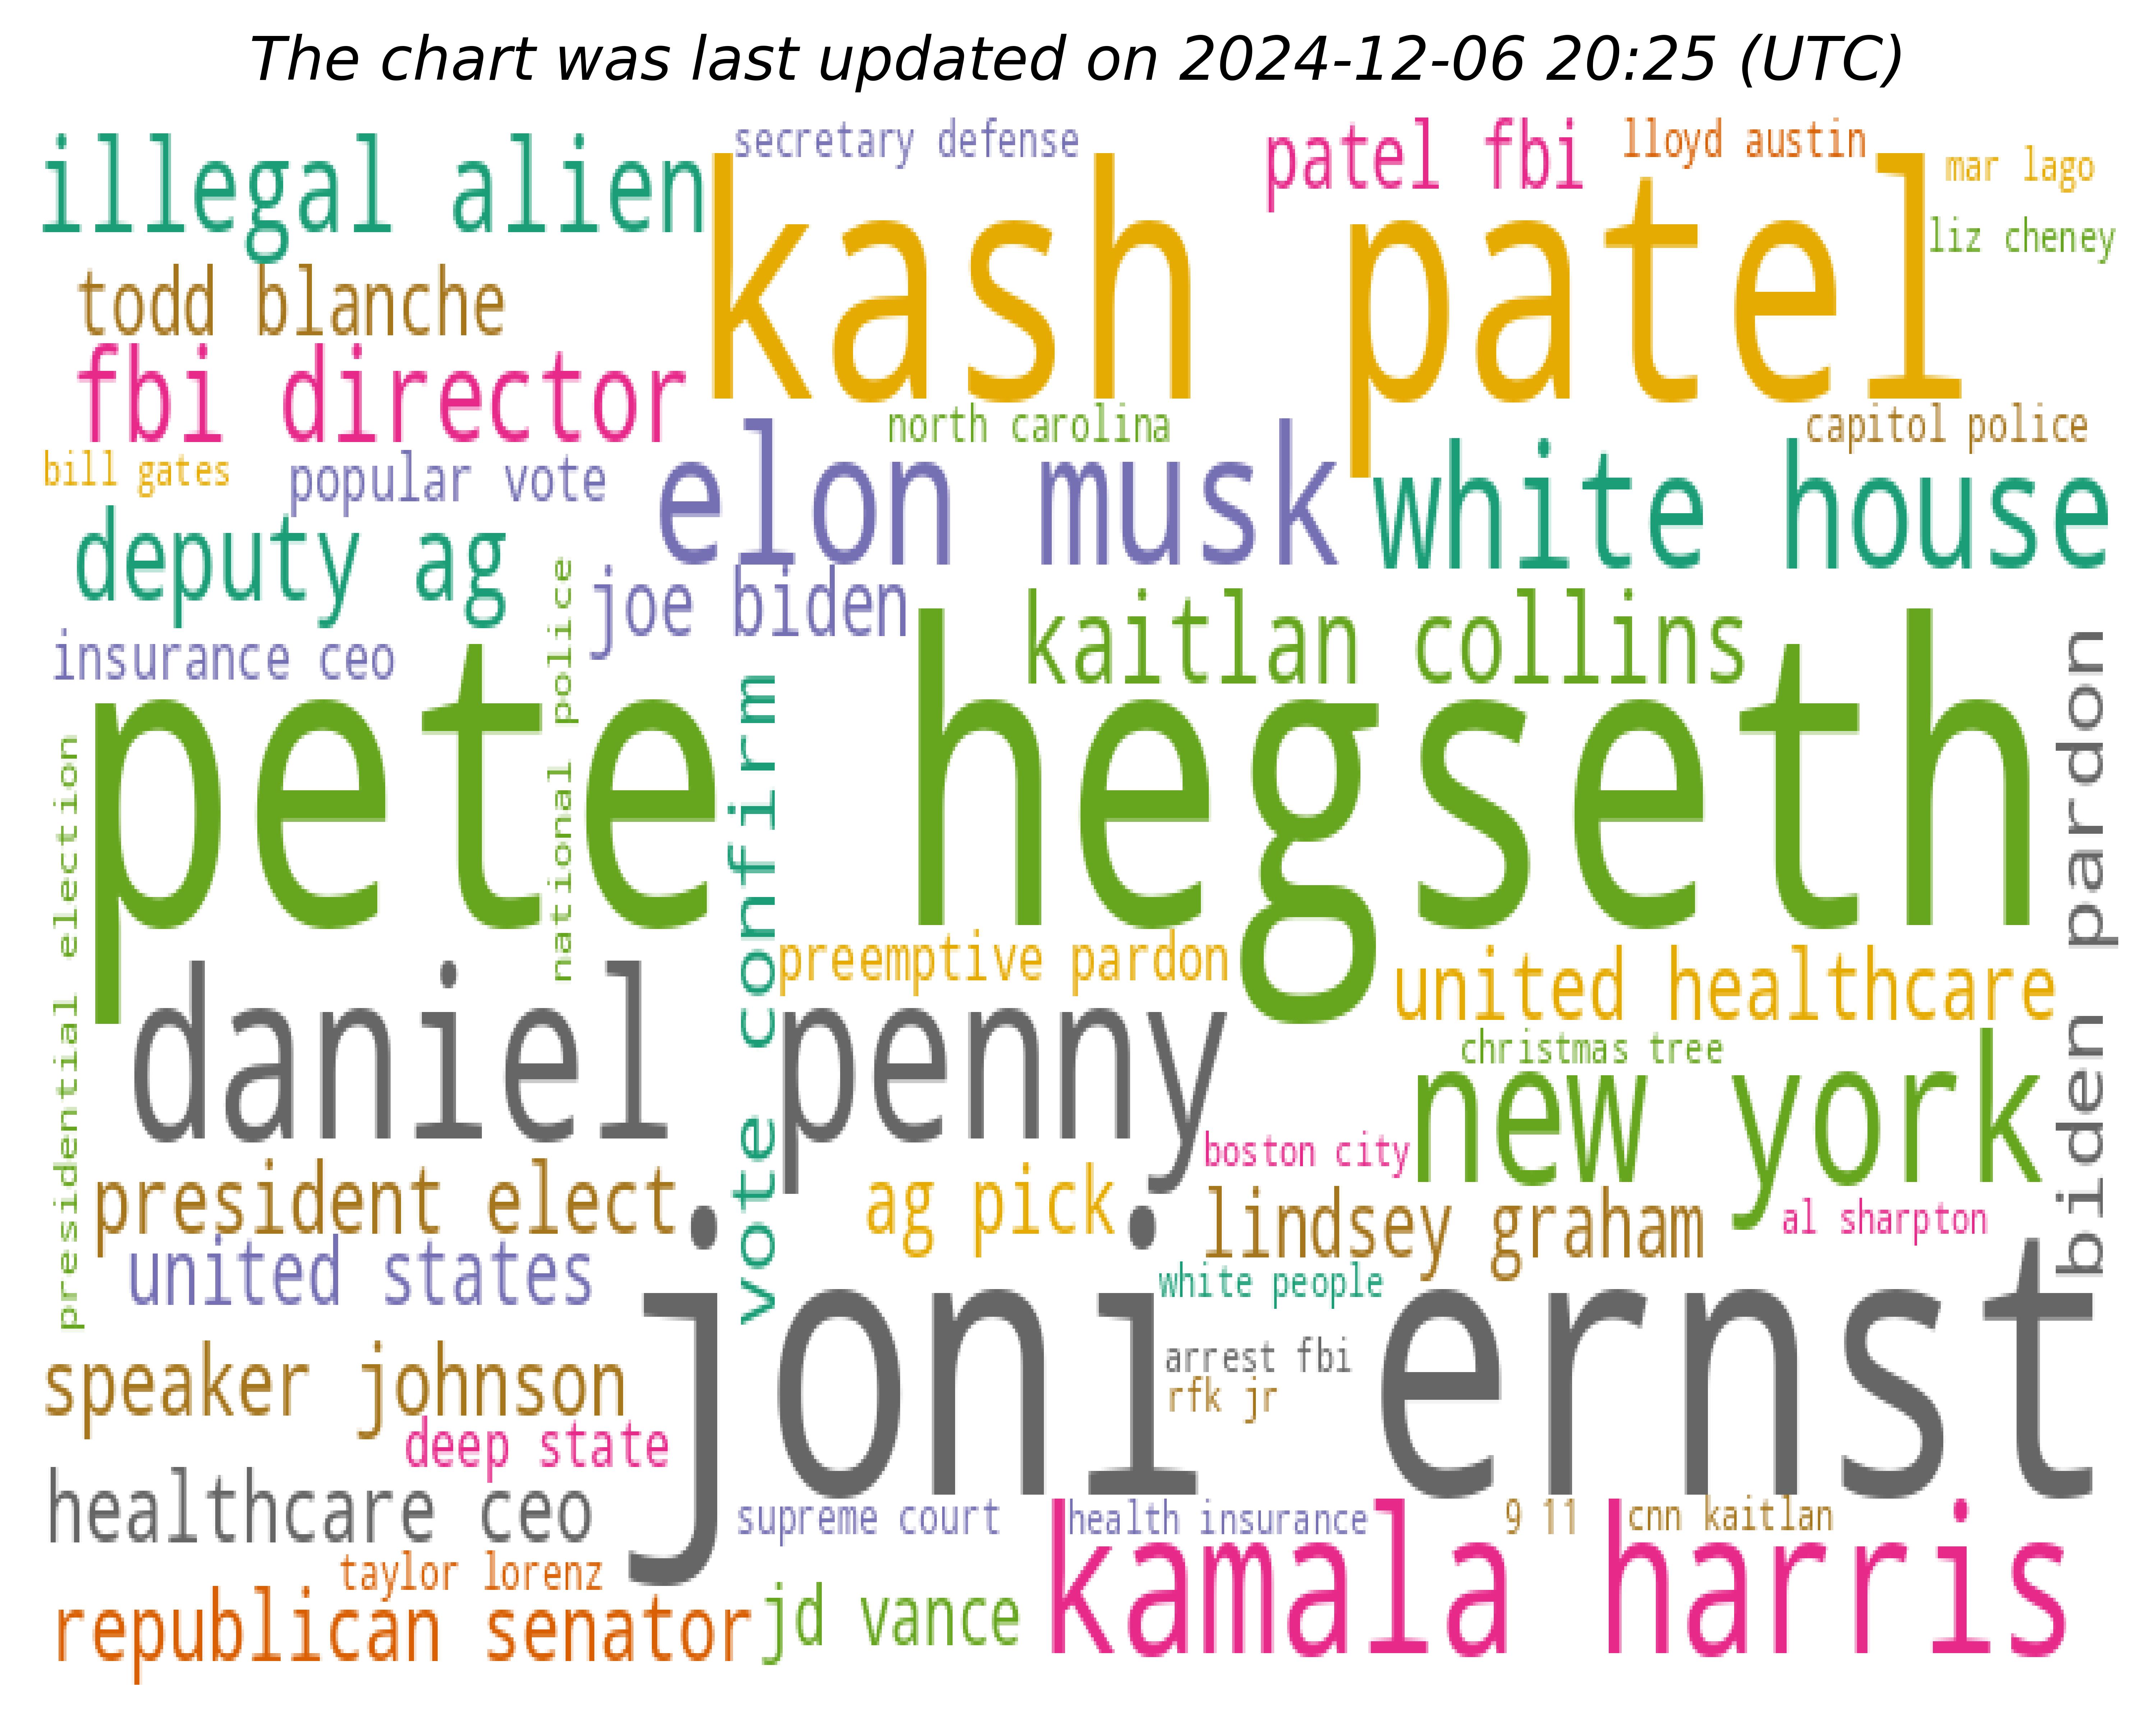 The chart was last updated on 2024-12-06 20:25 (UTC)
secretary defense
patel fbi
lloyd austin
mar lago
illegal alien
kash patel
liz cheney
todd blanche
fbi director
north carolina
capitol police
bill gates
popular vote
elon musk
white house
deputy ag
joe biden
kaitlan collins
insurance ceo
national police
pete hegseth
vote confirm
biden pardon
presidential election
preemptive pardon
united healthcare
daniel penny
christmas tree
new york
boston city
president elect
ag pick
lindsey graham
al sharpton
united states
white people
joni ernst
speaker johnson
arrest fbi
rfk jr
deep state
healthcare ceo
supreme court
health insurance
9 11
cnn kaitlan
taylor lorenz
republican senator
jd vance
kamala harris